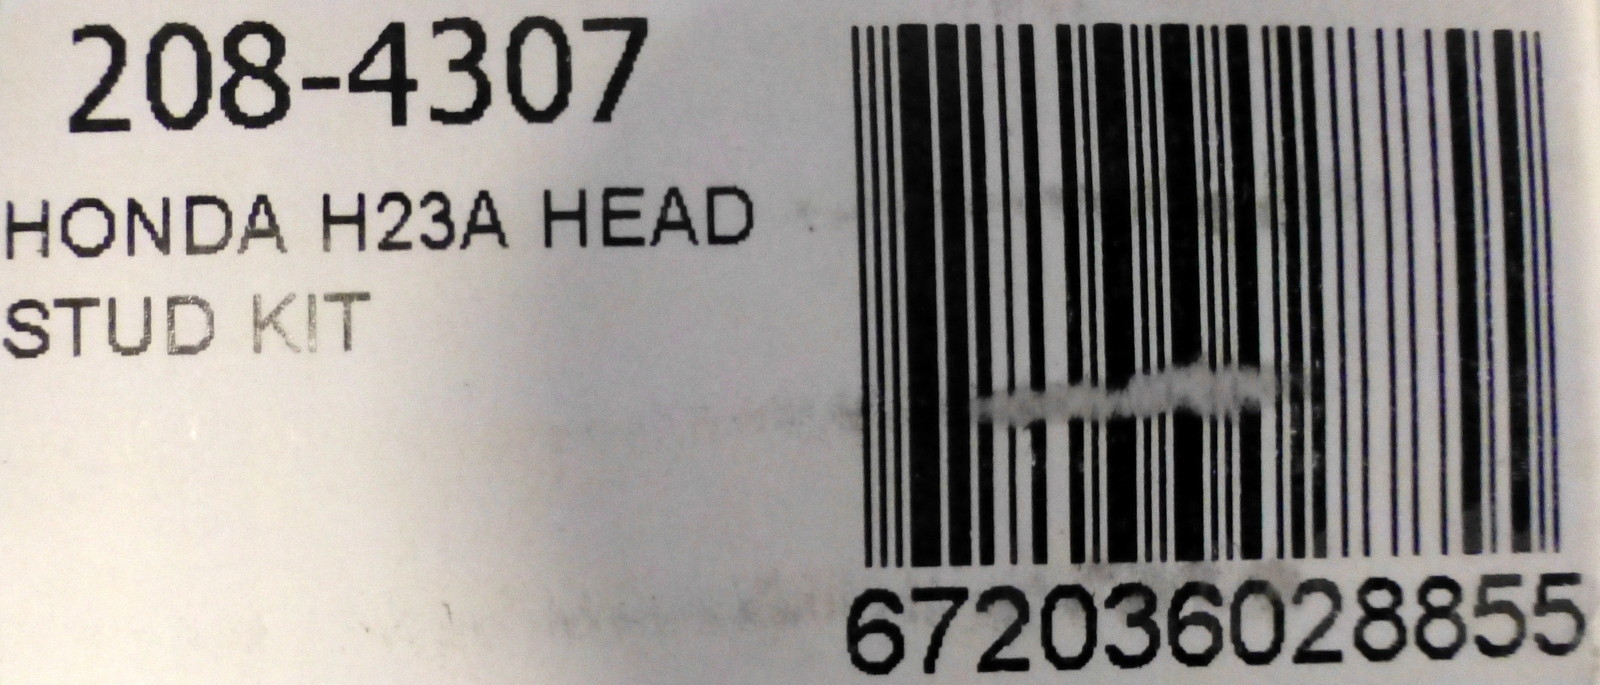 208-4307
HONDA H23A HEAD
STUD KIT
672036028855